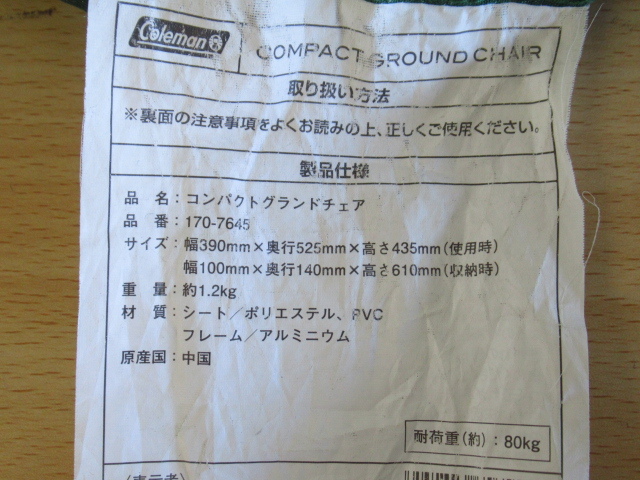 Coleman
COMPACT GROUND CHAIR
取り扱い方法
※裏面の注意事項をよくお読みの上、正しくご使用ください。
製品仕様
品 名：コンパクトグランドチェア
品 番：170-7645
サイズ：幅390mm×奥行525mm×高さ435mm(使用時)
幅100mm×奥行140mm×高さ610mm(収納時)
重 量：約1.2kg
材 質：シート／ポリエステル、PVC
フレーム／アルミニウム
原産国：中国
耐荷重(約)：80kg